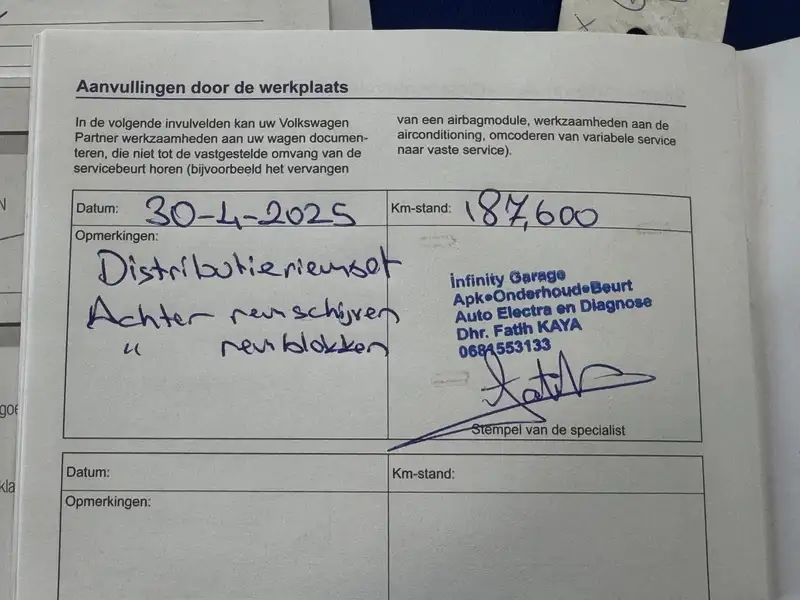 Aanvullingen door de werkplaats
In de volgende invulvelden kan uw Volkswagen
Partner werkzaamheden aan uw wagen documen-
teren, die niet tot de vastgestelde omvang van de
servicebeurt horen (bijvoorbeeld het vervangen
van een airbagmodule, werkzaamheden aan de
airconditioning, omcoderen van variabele service
naar vaste service).
Datum: 30-4-2025
Km-stand: 187,600
Opmerkingen:
Distributieriemset
Achter remschijven
" remblokken
infinity Garage
Apk•Onderhoud•Beurt
Auto Electra en Diagnose
Dhr. Fatih KAYA
0684553133
Stempel van de specialist
Datum:
Km-stand:
Opmerkingen: